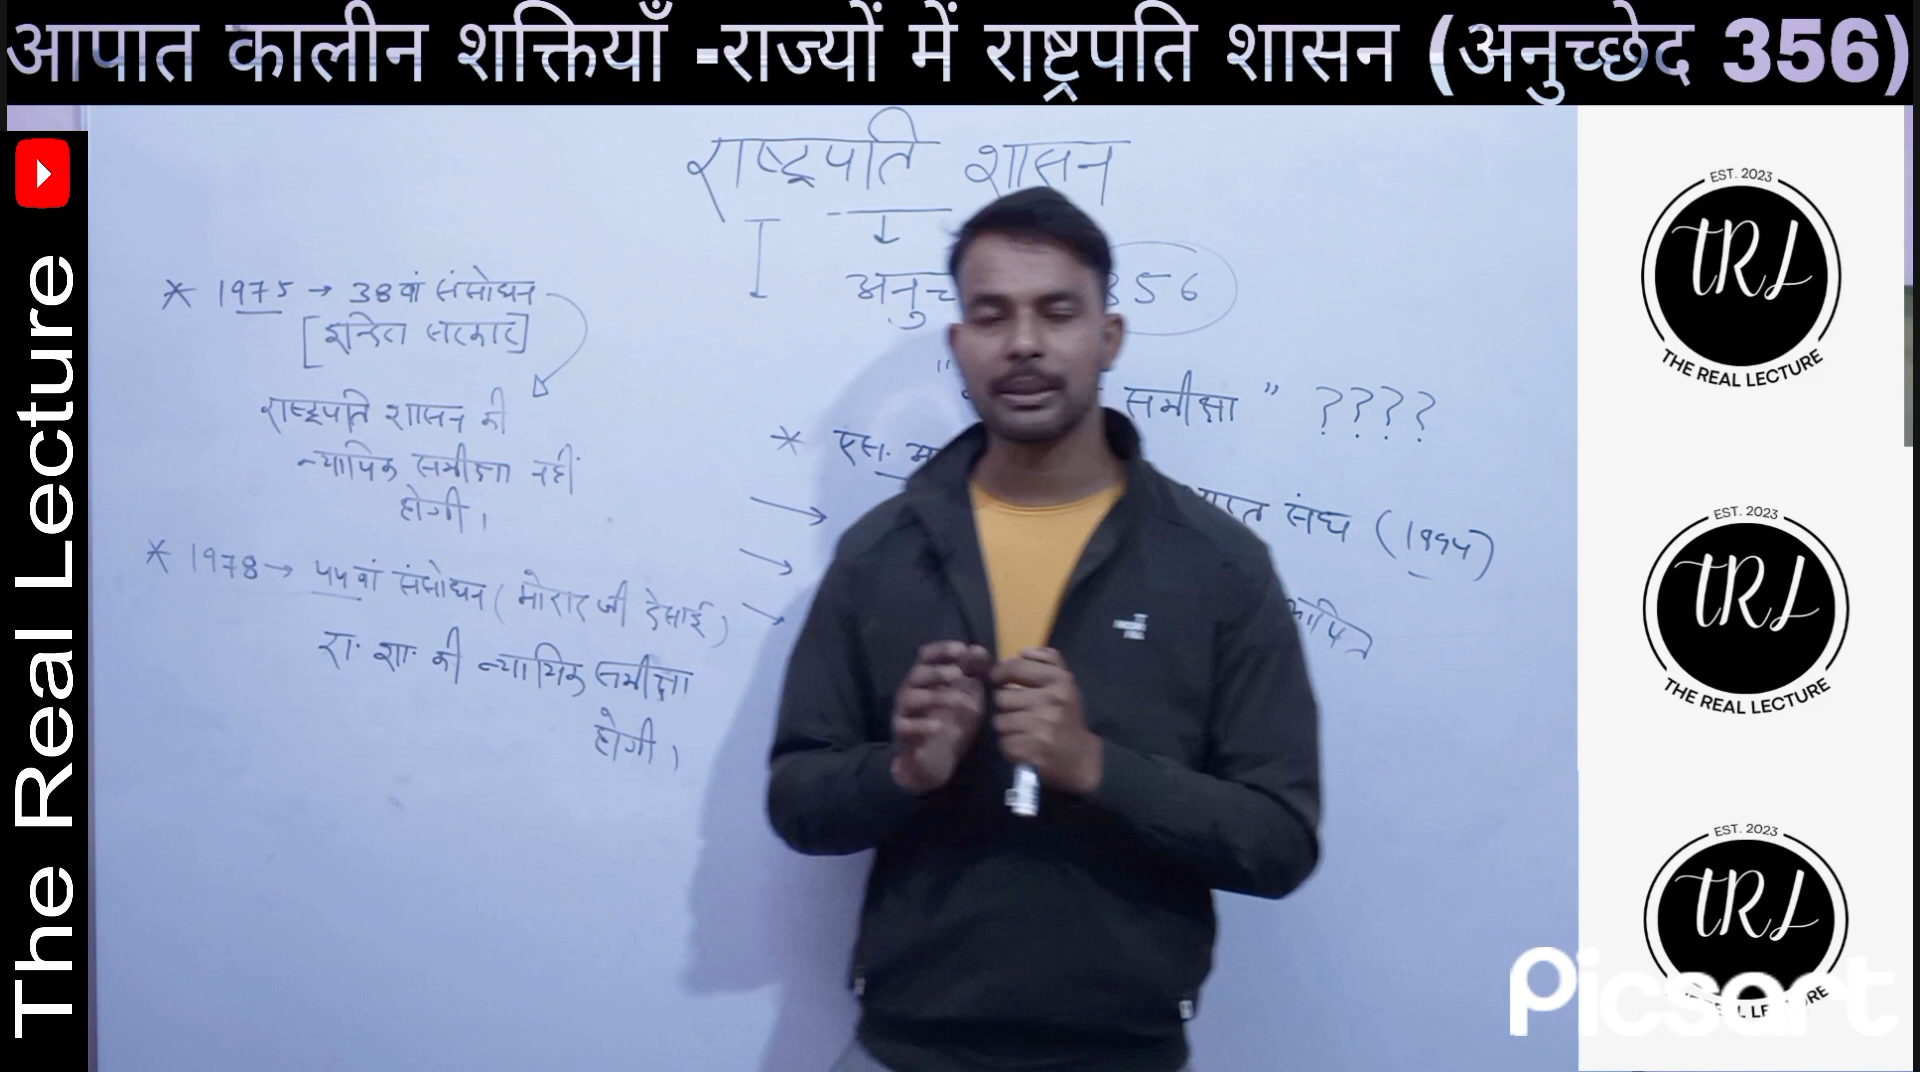 आपात कालीन शक्तियाँ -राज्यों में राष्ट्रपति शासन (अनुच्छेद 356)
The Real Lecture
राष्ट्रपति शासन
356
समीक्षा" ????
* एस.
संघ (1994)
* 1975 → 38वां संसोधन
[इन्दिरा सरकार]
राष्ट्रपति शासन की
न्यायिक समीक्षा नहीं
होगी।
* 1978 → 44वां संसोधन (मोरार जी देसाई)
रा. शा. की न्यायिक समीक्षा
होगी।
EST. 2023
TRL
THE REAL LECTURE
EST. 2023
TRL
THE REAL LECTURE
EST. 2023
TRL
Picsart